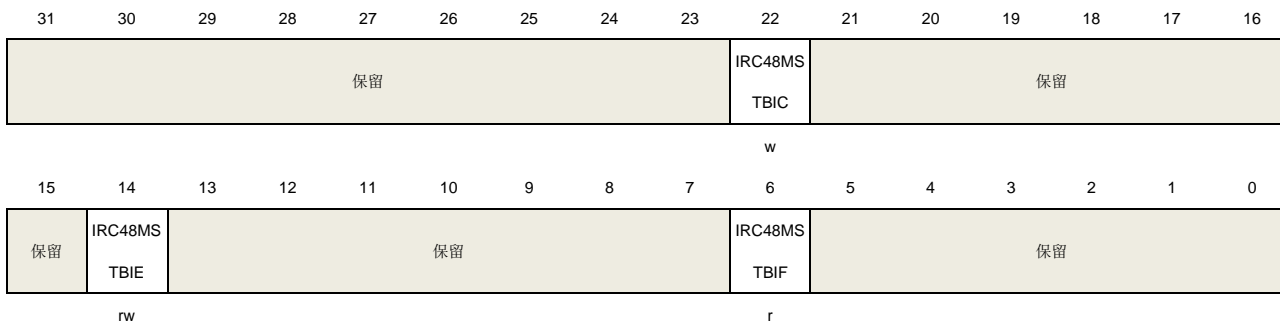 31 30 29 28 27 26 25 24 23 22 21 20 19 18 17 16
保留 IRC48MS TBIC 保留
w
15 14 13 12 11 10 9 8 7 6 5 4 3 2 1 0
保留 IRC48MS TBIE 保留 IRC48MS TBIF 保留
rw r